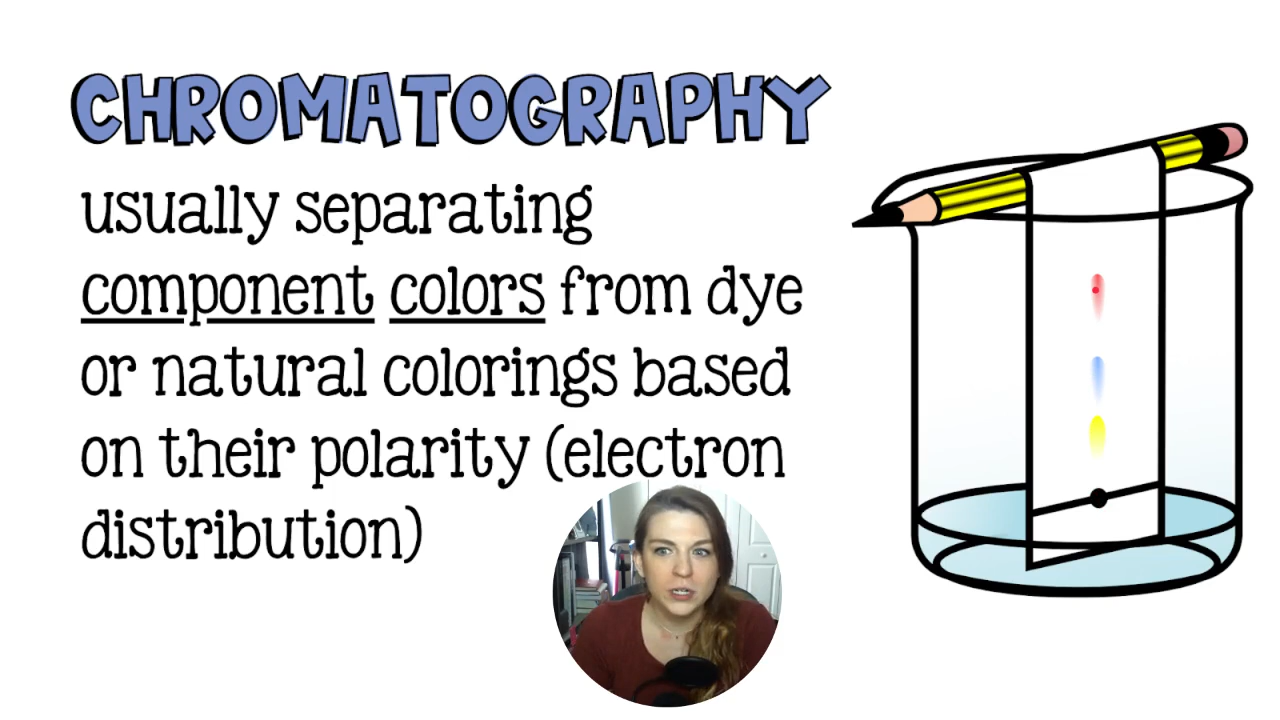 CHROMATOGRAPHY
usually separating
component colors from dye
or natural colorings based
on their polarity (electron
distribution)